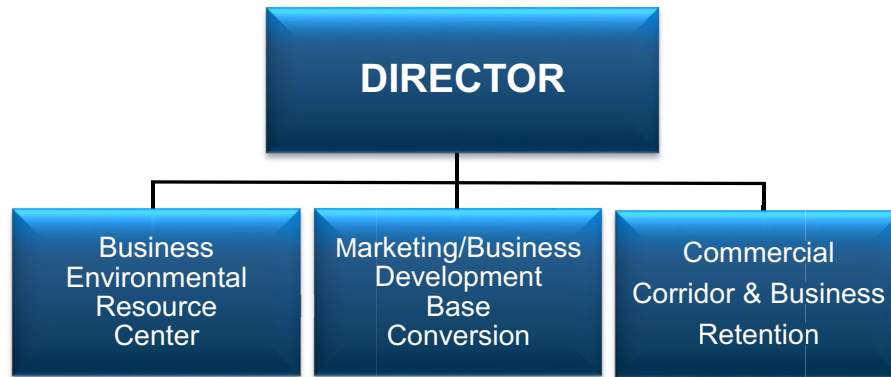 DIRECTOR
Business
Environmental
Resource
Center
Marketing/Business
Development
Base
Conversion
Commercial
Corridor & Business
Retention